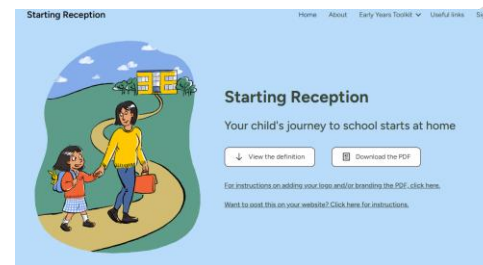 Starting Reception
Home About Early Years Toolkit Useful links
Starting Reception
Your child's journey to school starts at home
View the definition
Download the PDF
For instructions on adding your logo and/or branding the PDF, click here.
Want to post this on your website? Click here for instructions.